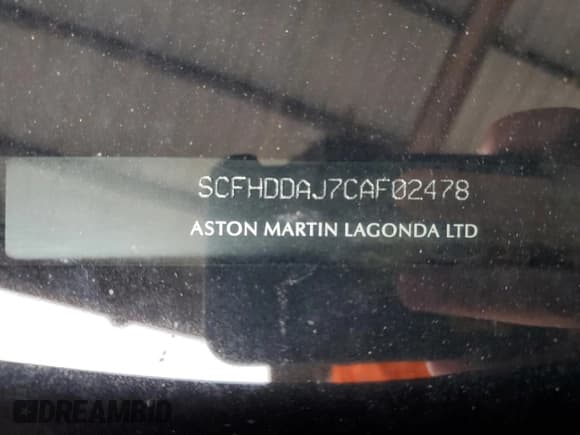 SCFHDDAJ7CAF02478
ASTON MARTIN LAGONDA LTD
DREAMBID